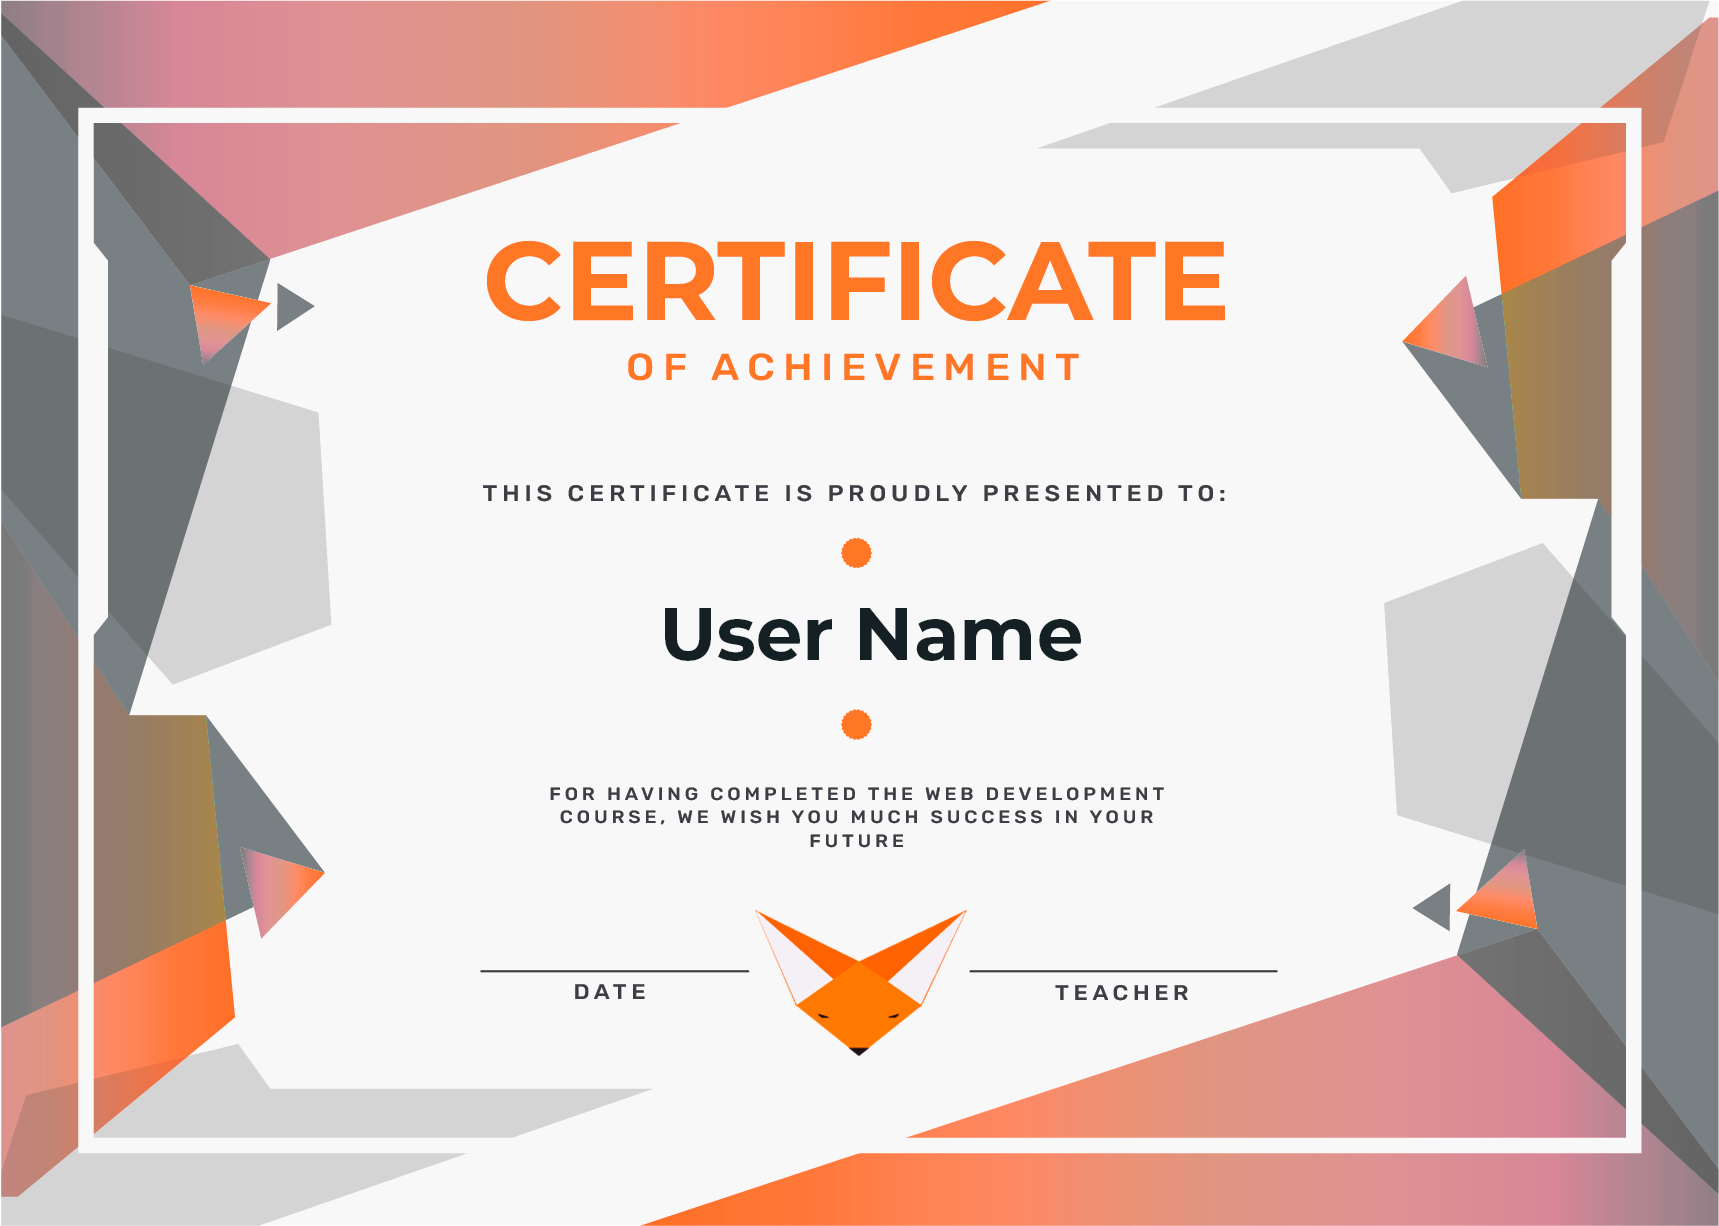 CERTIFICATE
OF ACHIEVEMENT
THIS CERTIFICATE IS PROUDLY PRESENTED TO:
User Name
FOR HAVING COMPLETED THE WEB DEVELOPMENT
COURSE, WE WISH YOU MUCH SUCCESS IN YOUR
FUTURE
DATE
TEACHER